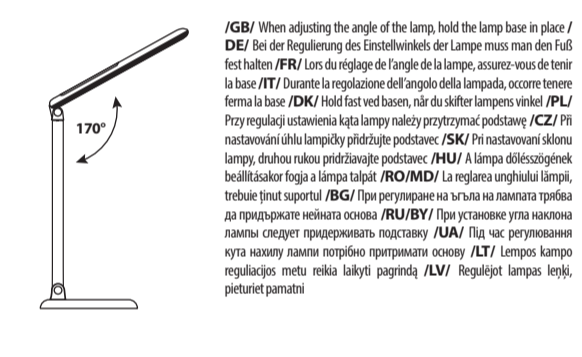 /GB/ When adjusting the angle of the lamp, hold the lamp base in place /
DE/ Bei der Regulierung des Einstellwinkels der Lampe muss man den Fuß
fest halten /FR/ Lors du réglage de l'angle de la lampe, assurez-vous de tenir
la base /IT/ Durante la regolazione dell'angolo della lampada, occorre tenere
ferma la base /DK/ Hold fast ved basen, når du skifter lampens vinkel /PL/
Przy regulacji ustawienia kąta lampy należy przytrzymać podstawę /CZ/ Při
nastavování úhlu lampičky přidržujte podstavec /SK/ Pri nastavovaní sklonu
lampy, druhou rukou pridržiavajte podstavec /HU/ A lámpa dőlésszögének
beállításakor fogja a lámpa talpát /RO/MD/ La reglarea unghiului lămpii,
trebuie ținut suportul /BG/ При регулиране на ъгъла на лампата трябва
да придържате нейната основа /RU/BY/ При установке угла наклона
лампы следует придерживать подставку /UA/ Під час регулювання
кута нахилу лампи потрібно притримати основу /LT/ Lempos kampo
reguliacijos metu reikia laikyti pagrindą /LV/ Regulējot lampas leņķi,
pieturiet pamatni
170°